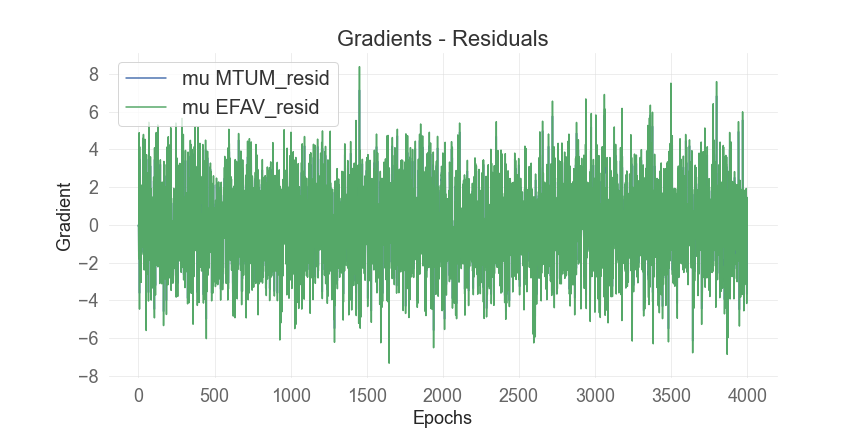 Gradients - Residuals
mu MTUM_resid
mu EFAV_resid
8
6
4
2
0
−2
−4
−6
−8
Gradient
0 500 1000 1500 2000 2500 3000 3500 4000
Epochs